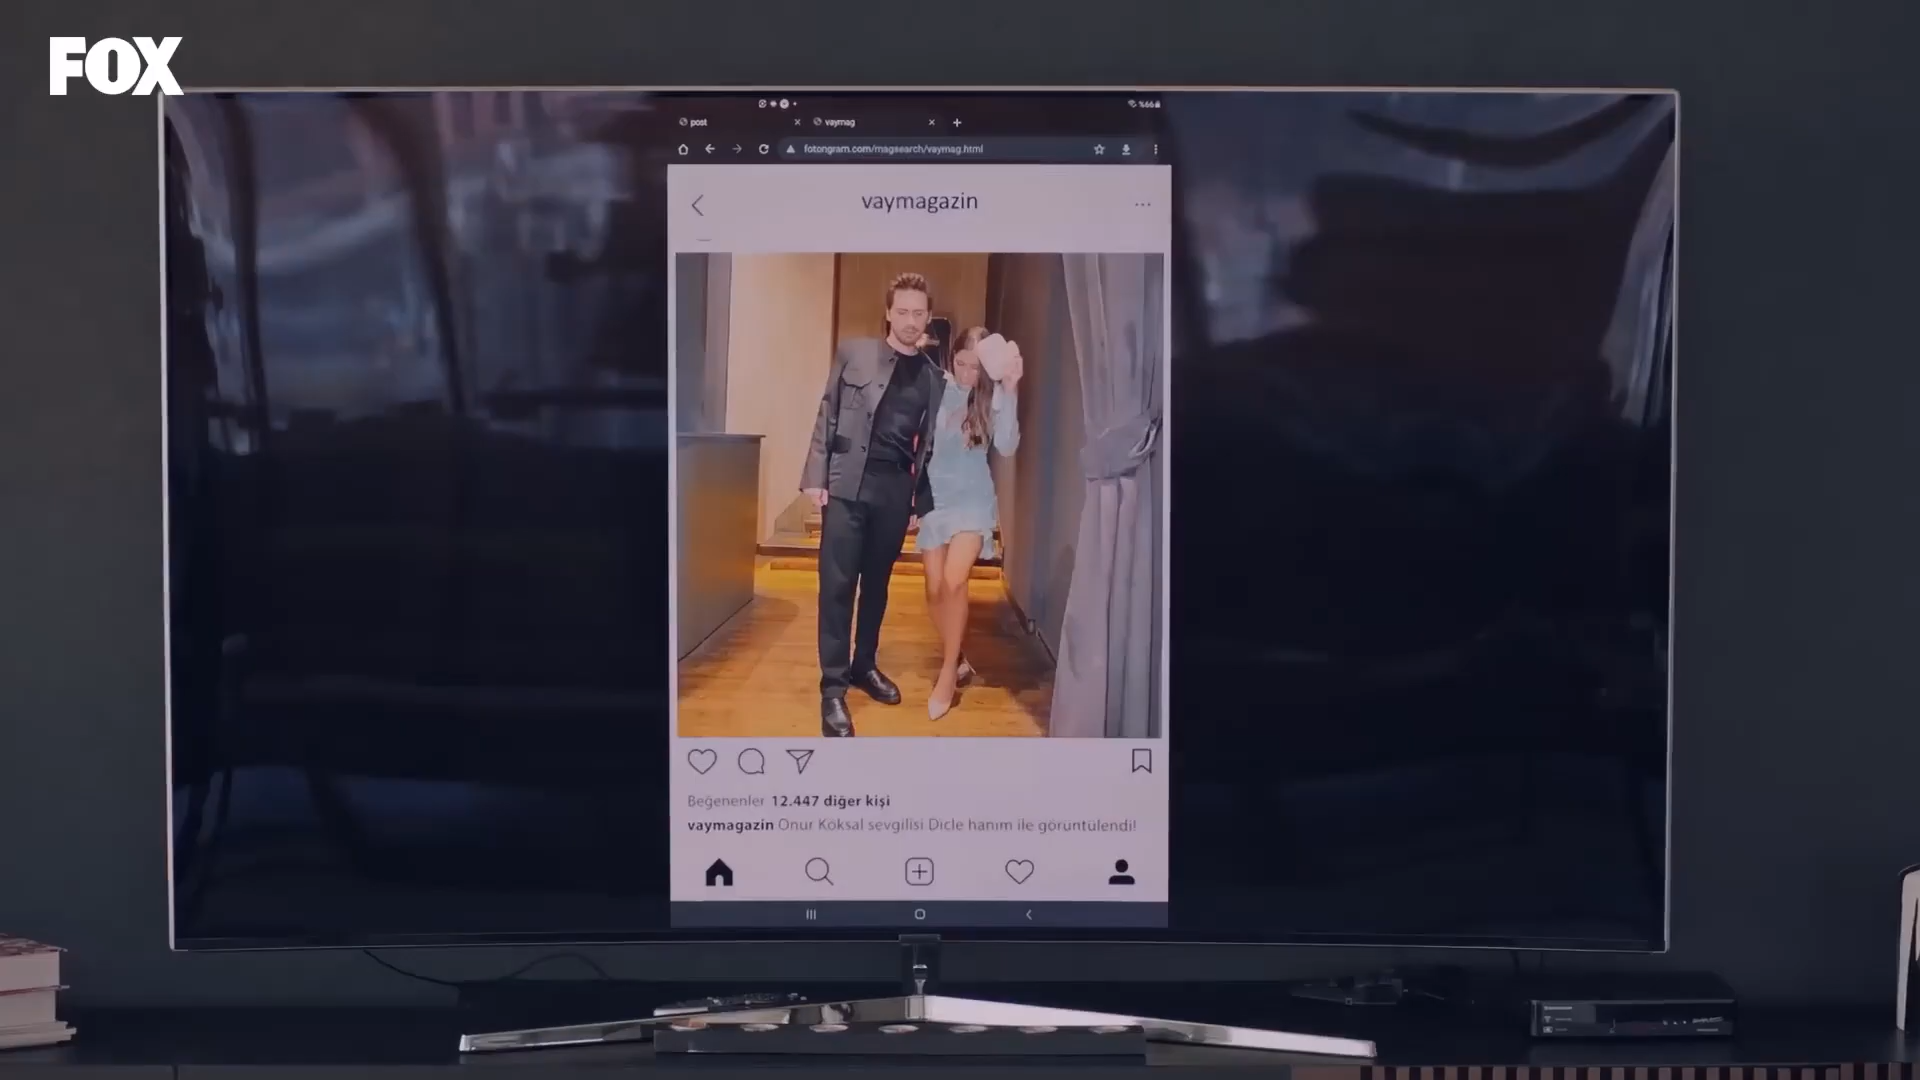 FOX
%66
post
vaymag
fotongram.com/magsearch/vaymag.html
vaymagazin
Beğenenler 12.447 diğer kişi
vaymagazin Onur Köksal sevgilisi Dicle hanım ile görüntülendi!